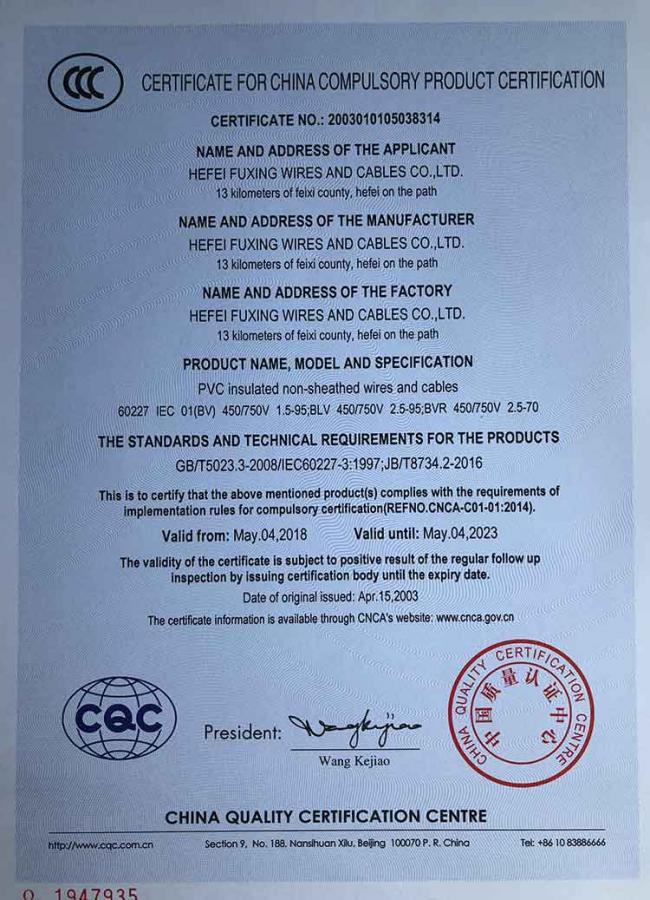 CCC
CERTIFICATE FOR CHINA COMPULSORY PRODUCT CERTIFICATION
CERTIFICATE NO.: 2003010105038314
NAME AND ADDRESS OF THE APPLICANT
HEFEI FUXING WIRES AND CABLES CO.,LTD.
13 kilometers of feixi county, hefei on the path
NAME AND ADDRESS OF THE MANUFACTURER
HEFEI FUXING WIRES AND CABLES CO.,LTD.
13 kilometers of feixi county, hefei on the path
NAME AND ADDRESS OF THE FACTORY
HEFEI FUXING WIRES AND CABLES CO.,LTD.
13 kilometers of feixi county, hefei on the path
PRODUCT NAME, MODEL AND SPECIFICATION
PVC insulated non-sheathed wires and cables
60227 IEC 01(BV) 450/750V 1.5-95;BLV 450/750V 2.5-95;BVR 450/750V 2.5-70
THE STANDARDS AND TECHNICAL REQUIREMENTS FOR THE PRODUCTS
GB/T5023.3-2008/IEC60227-3:1997;JB/T8734.2-2016
This is to certify that the above mentioned product(s) complies with the requirements of
implementation rules for compulsory certification(REFNO.CNCA-C01-01:2014).
Valid from: May.04,2018 Valid until: May.04,2023
The validity of the certificate is subject to positive result of the regular follow up
inspection by issuing certification body until the expiry date.
Date of original issued: Apr.15,2003
The certificate information is available through CNCA's website: www.cnca.gov.cn
CQC
President: Wangkejiao
Wang Kejiao
CHINA QUALITY CERTIFICATION CENTRE
中国质量认证中心
CHINA QUALITY CERTIFICATION CENTRE
http://www.cqc.com.cn Section 9, No. 188, Nansihuan Xilu, Beijing 100070 P. R. China Tel: +86 10 83886666
1947935